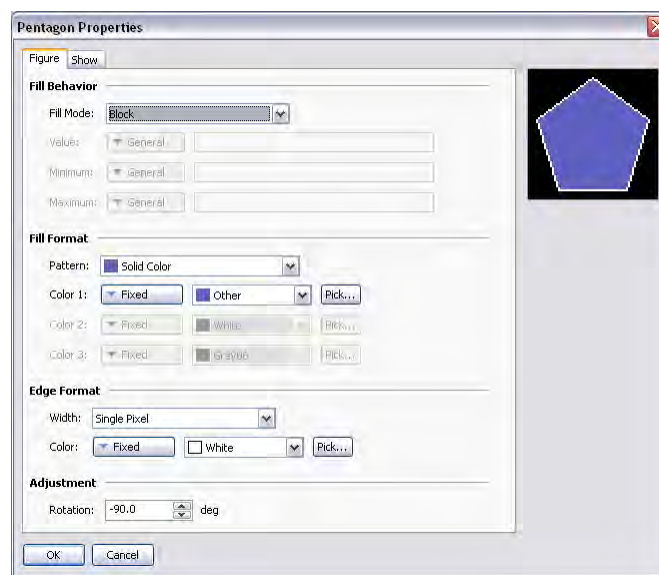 Pentagon Properties
Figure Show
Fill Behavior
Fill Mode: Block
Value: General
Minimum: General
Maximum: General
Fill Format
Pattern: Solid Color
Color 1: Fixed Other Pick...
Color 2: Fixed White Pick...
Color 3: Fixed Gray50 Pick...
Edge Format
Width: Single Pixel
Color: Fixed White Pick...
Adjustment
Rotation: -90.0 deg
OK Cancel